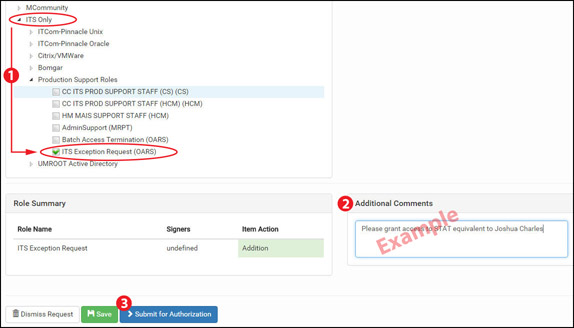 MCommunity
ITS Only
ITCom-Pinnacle Unix
ITCom-Pinnacle Oracle
Citrix/VMWare
Bomgar
1
Production Support Roles
CC ITS PROD SUPPORT STAFF (CS) (CS)
CC ITS PROD SUPPORT STAFF (HCM) (HCM)
HM MAIS SUPPORT STAFF (HCM)
AdminSupport (MRPT)
Batch Access Termination (OARS)
ITS Exception Request (OARS)
UMROOT Active Directory
Role Summary
Role Name Signers Item Action
ITS Exception Request undefined Addition
2 Additional Comments
Please grant access to STAT equivalent to Joshua Charles
Example
3
Dismiss Request Save Submit for Authorization